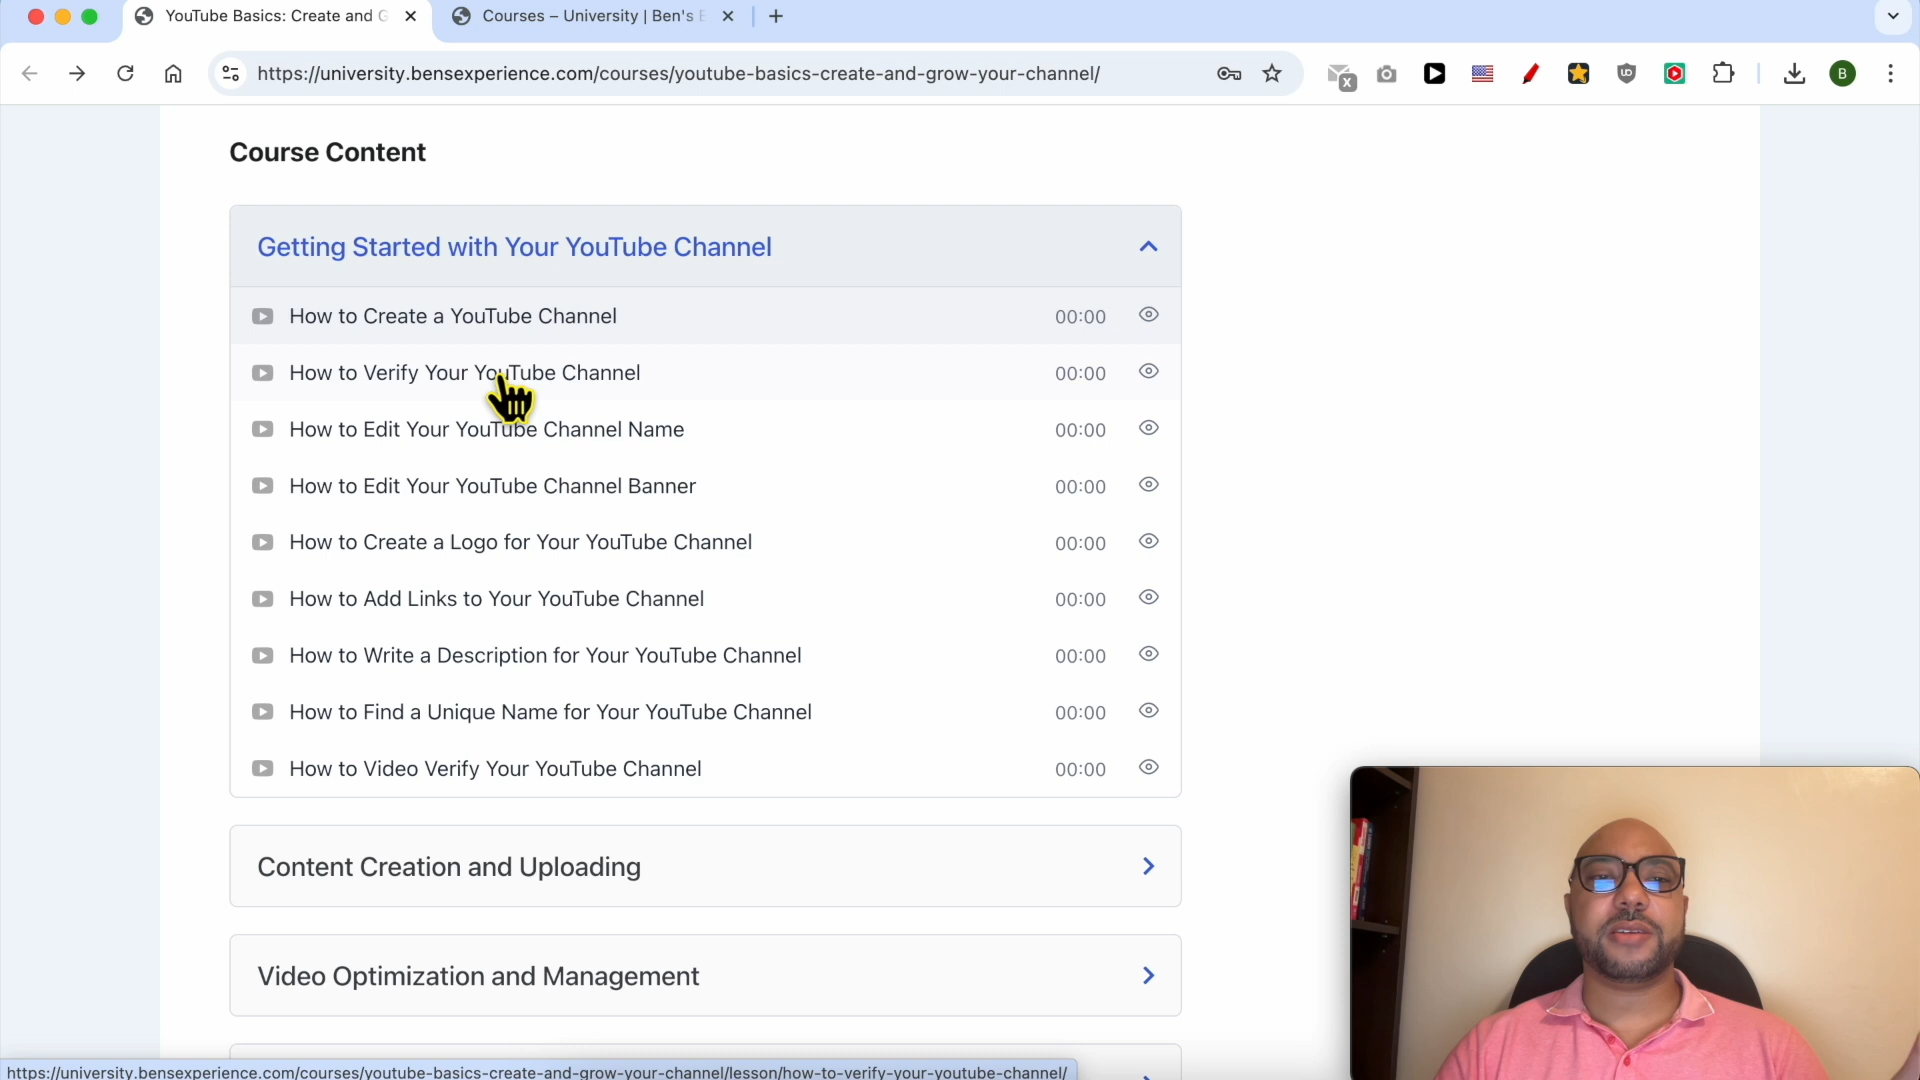 YouTube Basics: Create and G
Courses – University | Ben's E
https://university.bensexperience.com/courses/youtube-basics-create-and-grow-your-channel/
X
B
Course Content
Getting Started with Your YouTube Channel
How to Create a YouTube Channel 00:00
How to Verify Your YouTube Channel 00:00
How to Edit Your YouTube Channel Name 00:00
How to Edit Your YouTube Channel Banner 00:00
How to Create a Logo for Your YouTube Channel 00:00
How to Add Links to Your YouTube Channel 00:00
How to Write a Description for Your YouTube Channel 00:00
How to Find a Unique Name for Your YouTube Channel 00:00
How to Video Verify Your YouTube Channel 00:00
Content Creation and Uploading
Video Optimization and Management
https://university.bensexperience.com/courses/youtube-basics-create-and-grow-your-channel/lesson/how-to-verify-your-youtube-channel/